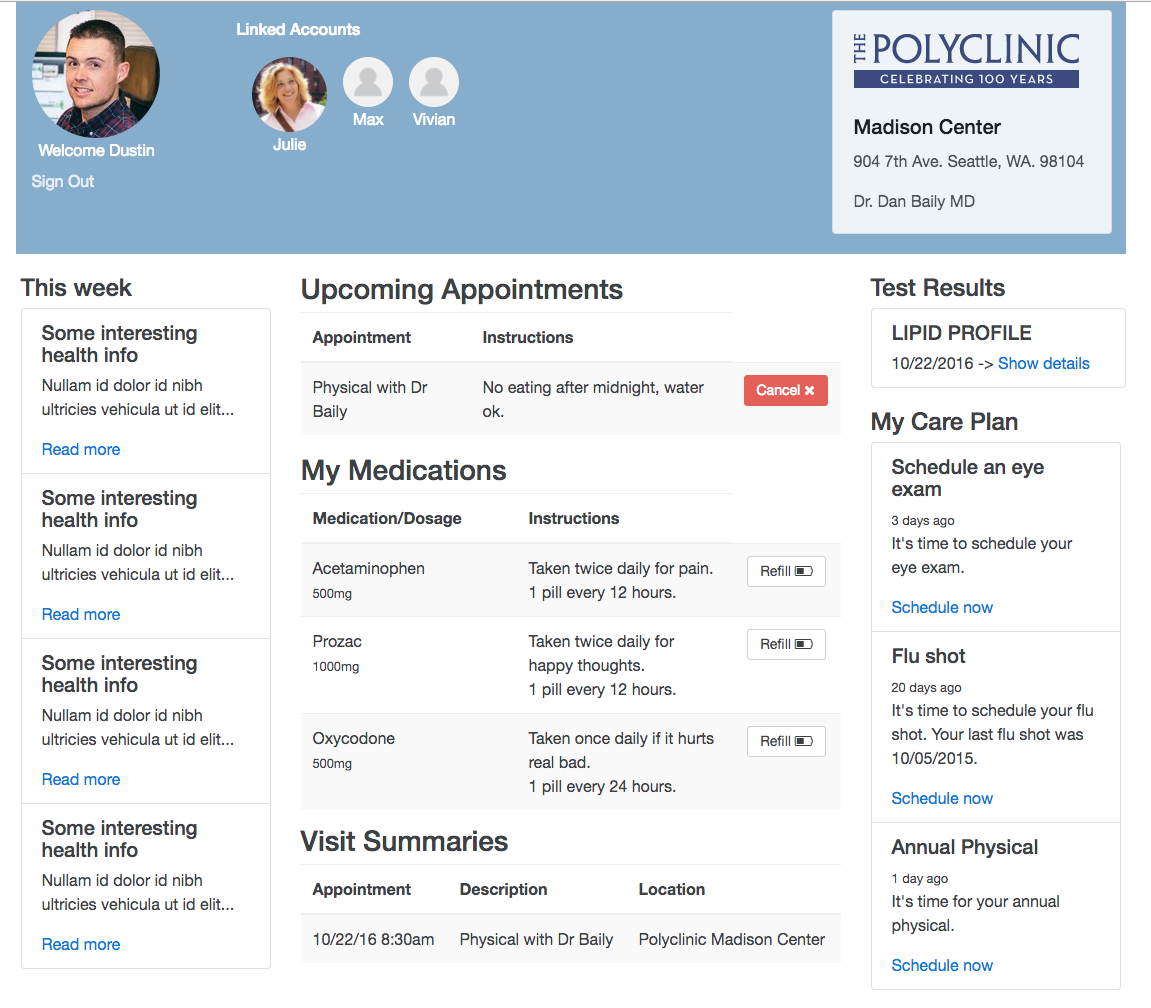 Linked Accounts
Welcome Dustin
Sign Out
Julie
Max
Vivian
THE POLYCLINIC
CELEBRATING 100 YEARS
Madison Center
904 7th Ave. Seattle, WA. 98104
Dr. Dan Baily MD
This week
Some interesting
health info
Nullam id dolor id nibh
ultricies vehicula ut id elit...
Read more
Some interesting
health info
Nullam id dolor id nibh
ultricies vehicula ut id elit...
Read more
Some interesting
health info
Nullam id dolor id nibh
ultricies vehicula ut id elit...
Read more
Some interesting
health info
Nullam id dolor id nibh
ultricies vehicula ut id elit...
Read more
Upcoming Appointments
Appointment Instructions
Physical with Dr
Baily
No eating after midnight, water
ok.
Cancel ×
My Medications
Medication/Dosage Instructions
Acetaminophen
500mg
Taken twice daily for pain.
1 pill every 12 hours.
Refill
Prozac
1000mg
Taken twice daily for
happy thoughts.
1 pill every 12 hours.
Refill
Oxycodone
500mg
Taken once daily if it hurts
real bad.
1 pill every 24 hours.
Refill
Visit Summaries
Appointment Description Location
10/22/16 8:30am Physical with Dr Baily Polyclinic Madison Center
Test Results
LIPID PROFILE
10/22/2016 -> Show details
My Care Plan
Schedule an eye
exam
3 days ago
It's time to schedule your
eye exam.
Schedule now
Flu shot
20 days ago
It's time to schedule your flu
shot. Your last flu shot was
10/05/2015.
Schedule now
Annual Physical
1 day ago
It's time for your annual
physical.
Schedule now